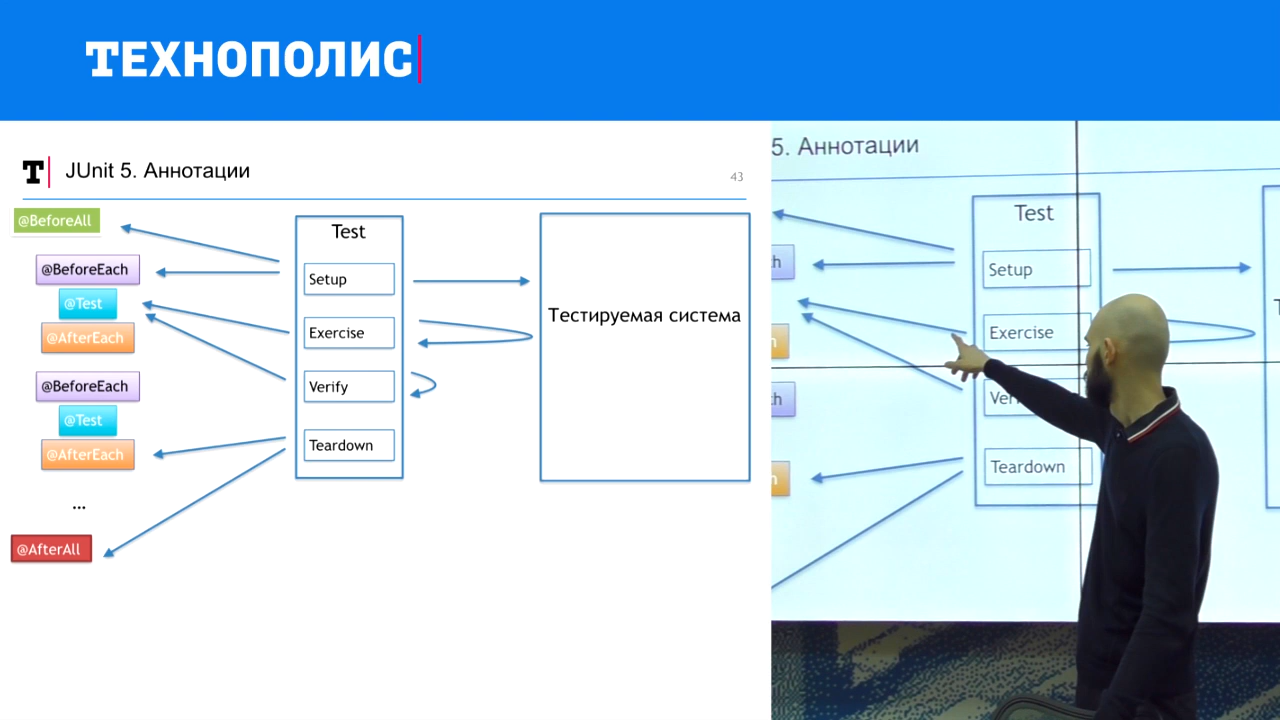 ТЕХНОПОЛИС
T
JUnit 5. Аннотации
43
@BeforeAll
@BeforeEach
@Test
@AfterEach
@BeforeEach
@Test
@AfterEach
...
@AfterAll
Test
Setup
Exercise
Verify
Teardown
Тестируемая система
5. Аннотации
Test
Setup
Exercise
Teardown